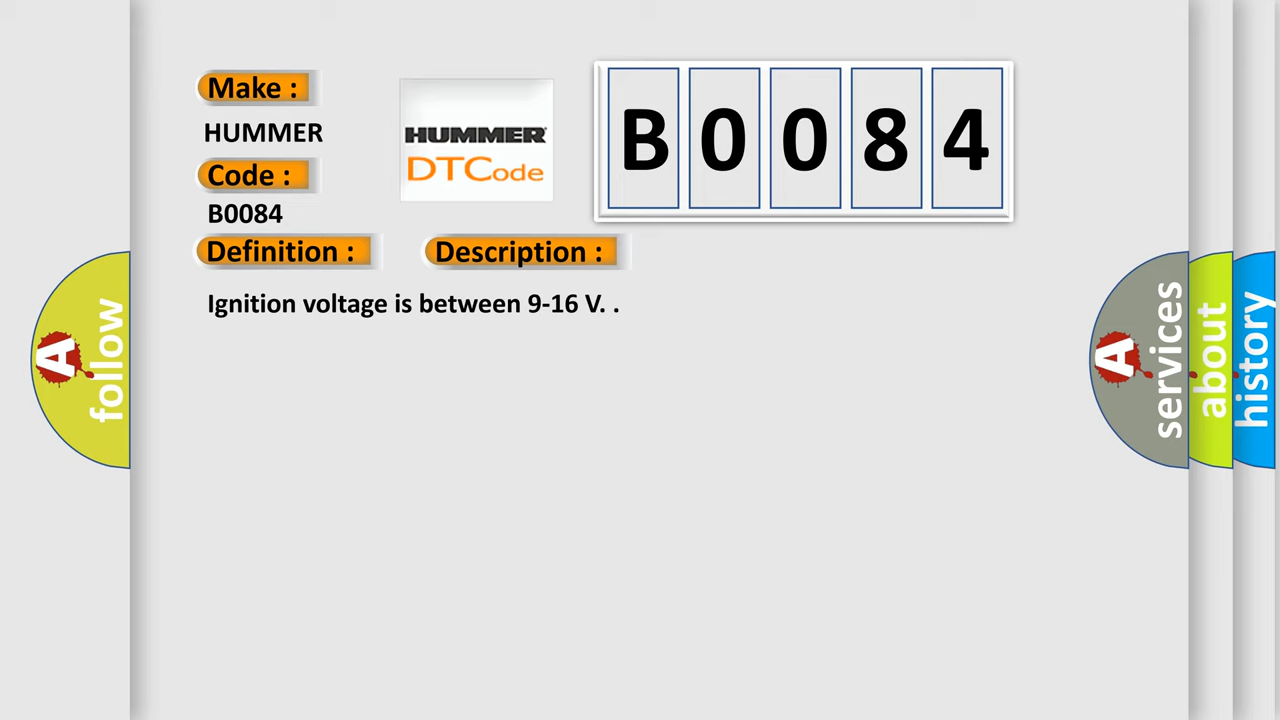 Make :
HUMMER
Code :
B0084
HUMMER
DTCode
B0084
Definition :
Description :
Ignition voltage is between 9-16 V. .
A
follow
A
services
about
history